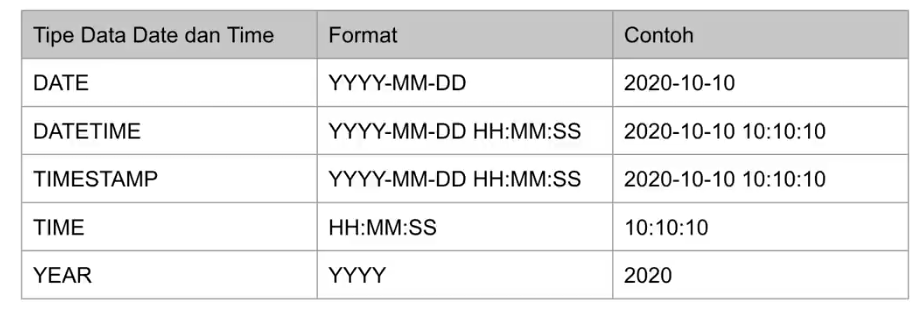 Tipe Data Date dan Time Format Contoh
DATE YYYY-MM-DD 2020-10-10
DATETIME YYYY-MM-DD HH:MM:SS 2020-10-10 10:10:10
TIMESTAMP YYYY-MM-DD HH:MM:SS 2020-10-10 10:10:10
TIME HH:MM:SS 10:10:10
YEAR YYYY 2020